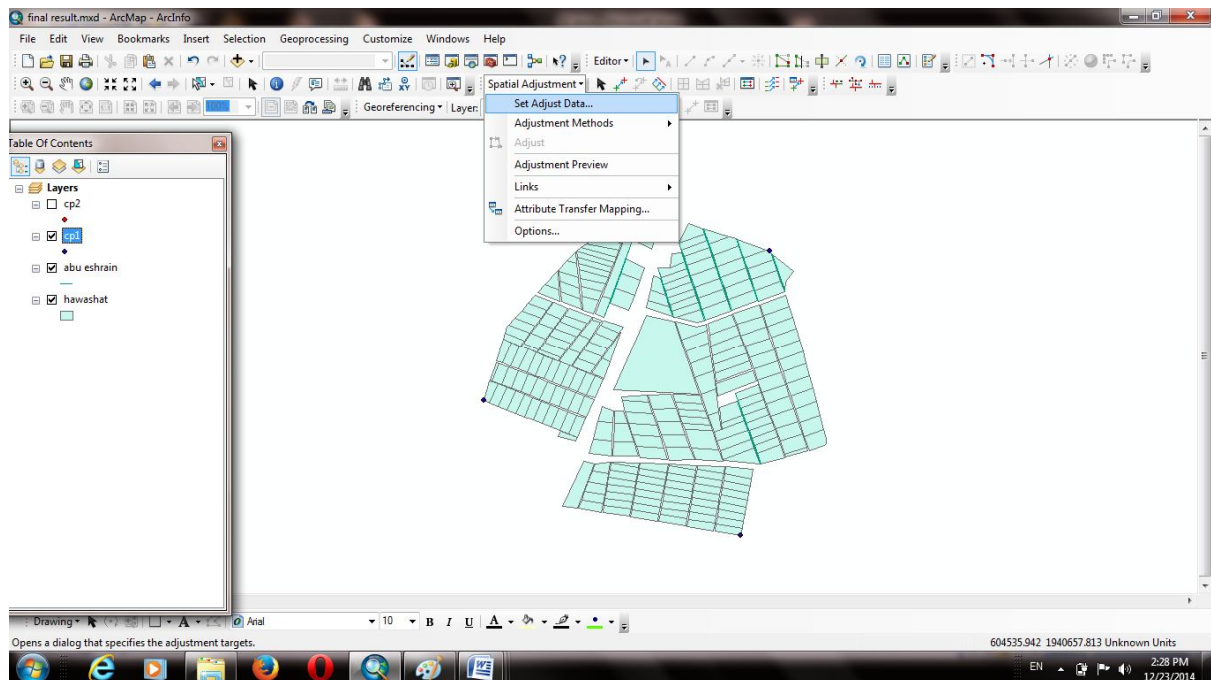 final result.mxd - ArcMap - ArcInfo
File Edit View Bookmarks Insert Selection Geoprocessing Customize Windows Help
Editor
Spatial Adjustment
100%
Georeferencing Layer:
Set Adjust Data...
Adjustment Methods
Adjust
Adjustment Preview
Links
Attribute Transfer Mapping...
Options...
Table Of Contents
Layers
cp2
cp1
abu eshrain
hawashat
Drawing A Arial 10 B I U A
Opens a dialog that specifies the adjustment targets.
604535.942 1940657.813 Unknown Units
EN
2:28 PM
12/23/2014